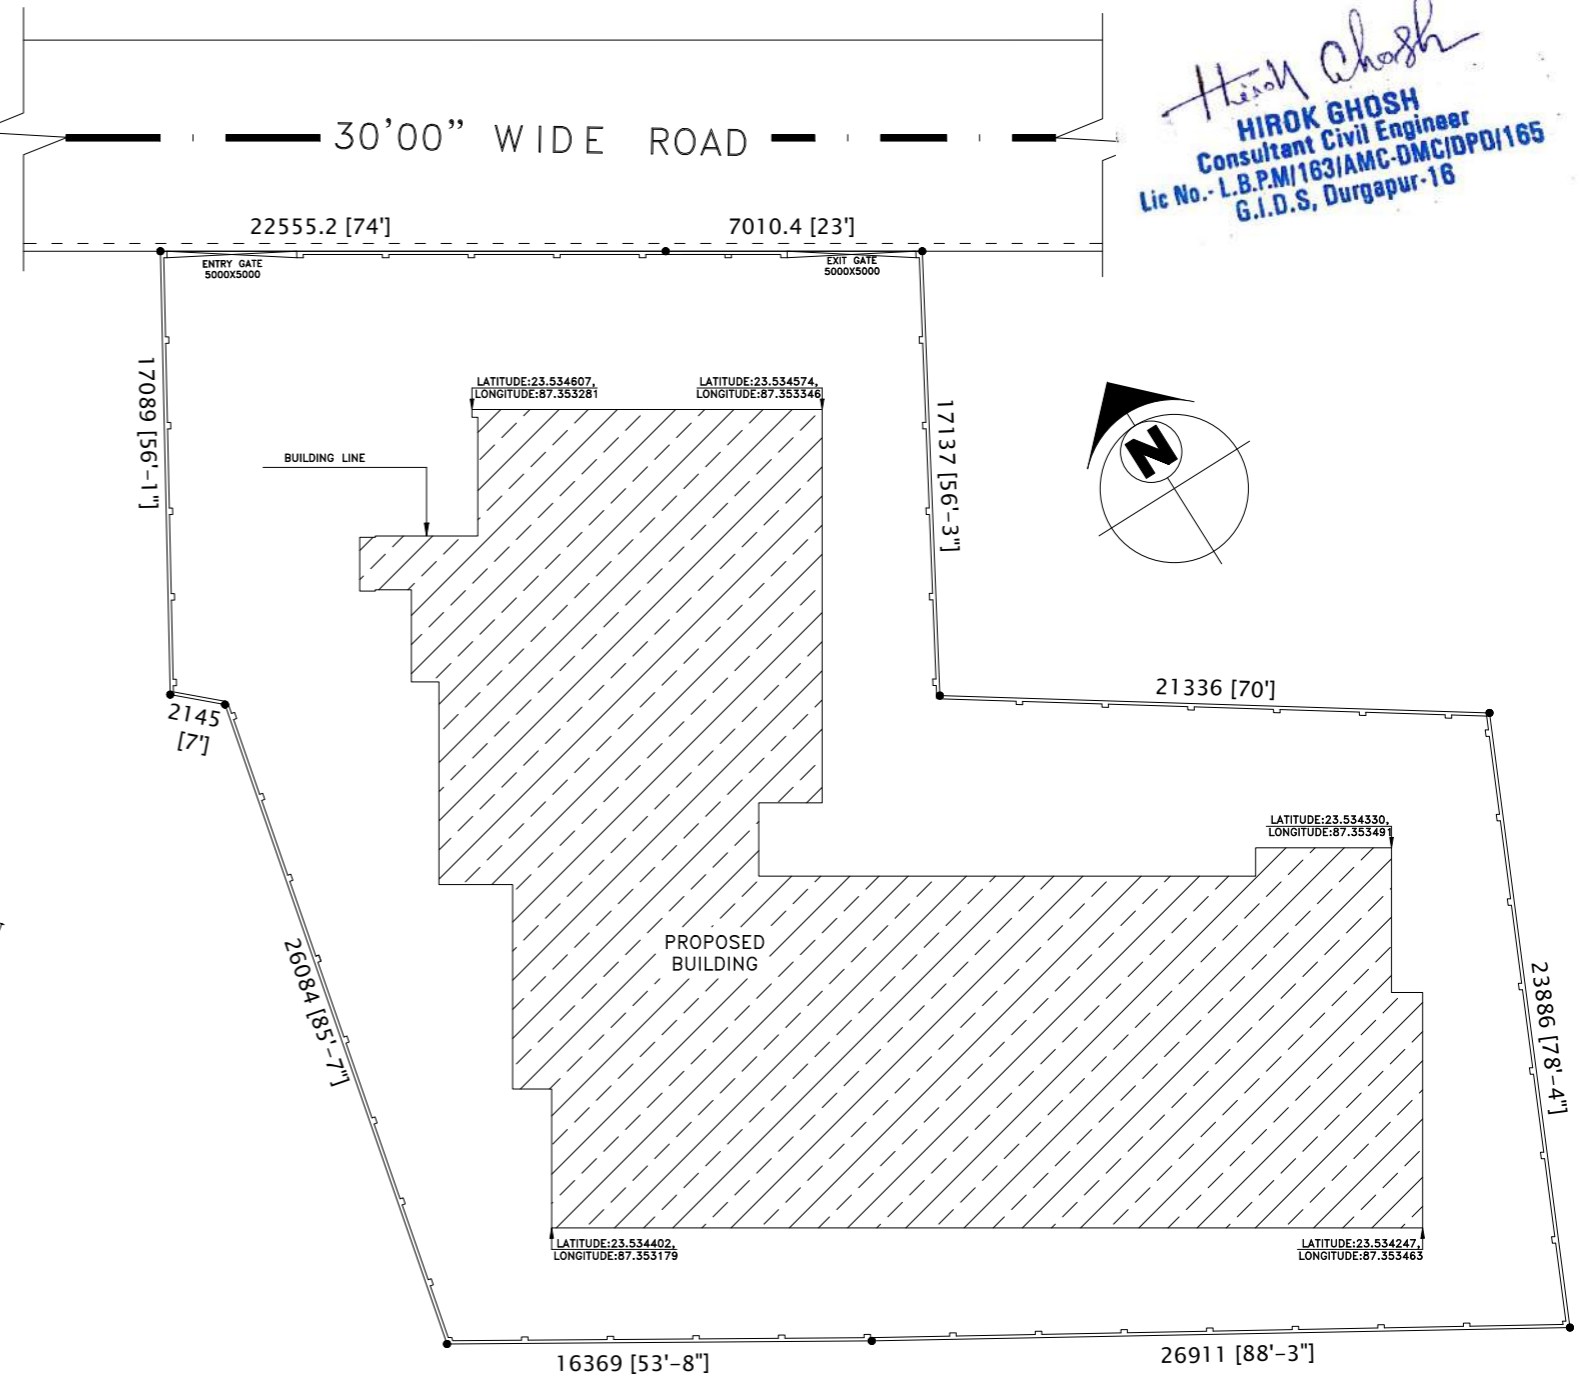 Hirok Ghosh
HIROK GHOSH
Consultant Civil Engineer
Lic No.- L.B.P.M/163/AMC-DMC/DPD/165
G.I.D.S, Durgapur-16
30'00" WIDE ROAD
22555.2 [74']
7010.4 [23']
ENTRY GATE
5000X5000
EXIT GATE
5000X5000
17089 [56'-1"]
LATITUDE:23.534607,
LONGITUDE:87.353281
LATITUDE:23.534574,
LONGITUDE:87.353346
17137 [56'-3"]
N
BUILDING LINE
21336 [70']
2145
[7']
LATITUDE:23.534330,
LONGITUDE:87.353491
PROPOSED
BUILDING
26084 [85'-7"]
23886 [78'-4"]
LATITUDE:23.534402,
LONGITUDE:87.353179
LATITUDE:23.534247,
LONGITUDE:87.353463
16369 [53'-8"]
26911 [88'-3"]